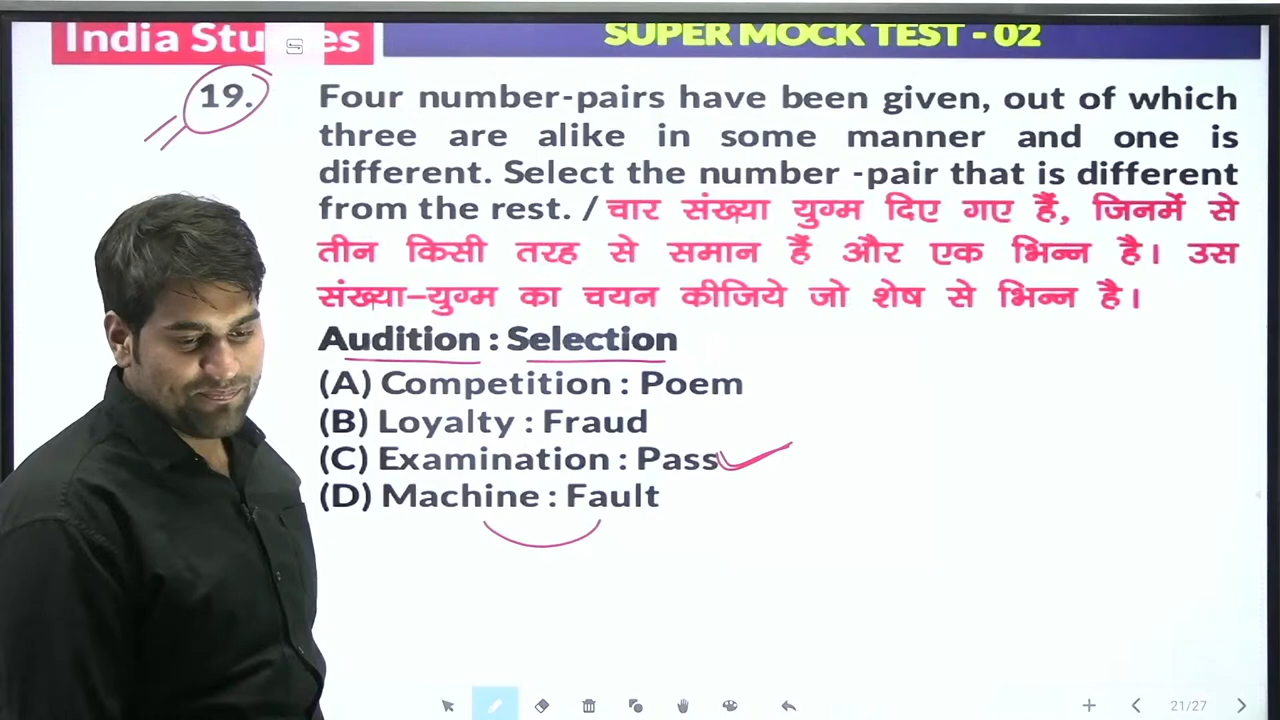 India Stu es
SUPER MOCK TEST - 02
19.
Four number-pairs have been given, out of which
three are alike in some manner and one is
different. Select the number -pair that is different
from the rest. / चार संख्या युग्म दिए गए हैं, जिनमें से
तीन किसी तरह से समान हैं और एक भिन्न है। उस
संख्या–युग्म का चयन कीजिये जो शेष से भिन्न है।
Audition : Selection
(A) Competition : Poem
(B) Loyalty : Fraud
(C) Examination : Pass
(D) Machine : Fault
21/27